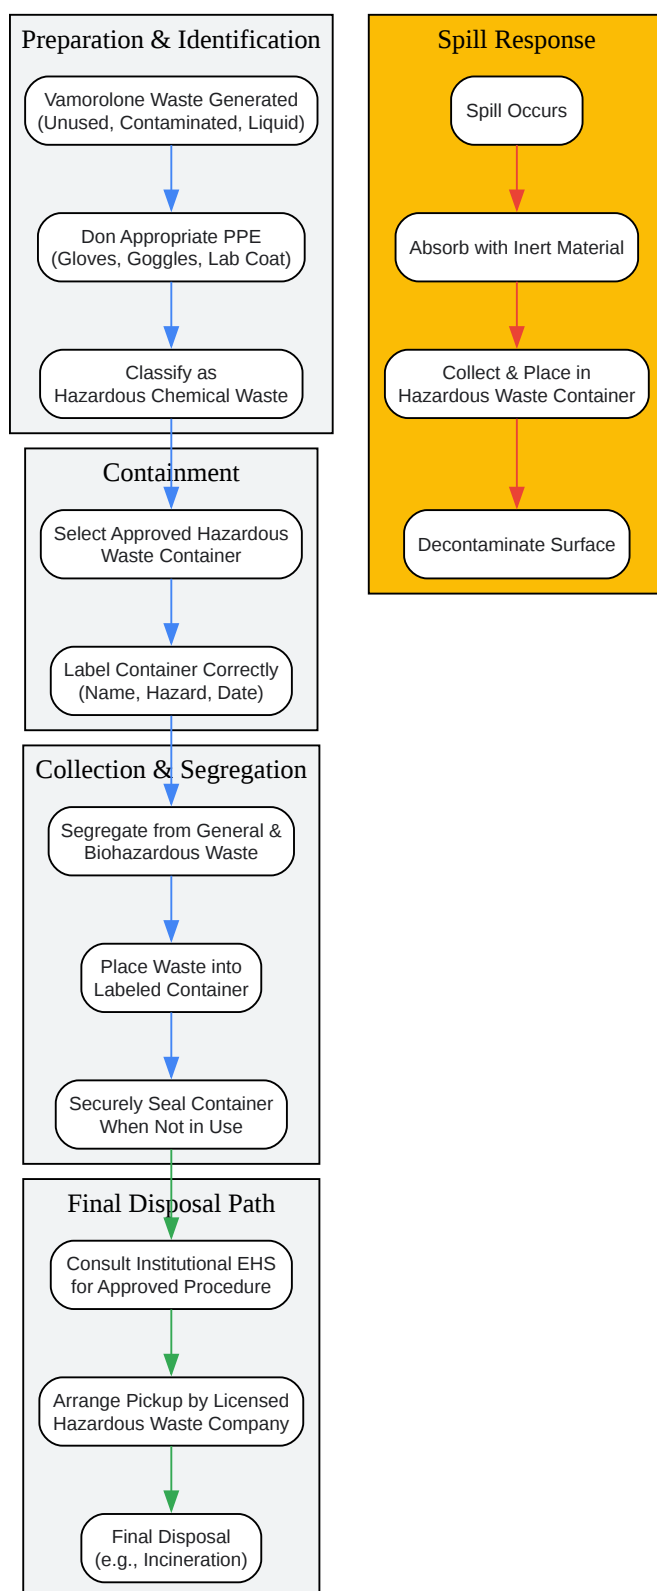 Preparation & Identification
Vamorolone Waste Generated
(Unused, Contaminated, Liquid)
Don Appropriate PPE
(Gloves, Goggles, Lab Coat)
Classify as
Hazardous Chemical Waste
Containment
Select Approved Hazardous
Waste Container
Label Container Correctly
(Name, Hazard, Date)
Collection & Segregation
Segregate from General &
Biohazardous Waste
Place Waste into
Labeled Container
Securely Seal Container
When Not in Use
Final Disposal Path
Consult Institutional EHS
for Approved Procedure
Arrange Pickup by Licensed
Hazardous Waste Company
Final Disposal
(e.g., Incineration)
Spill Response
Spill Occurs
Absorb with Inert Material
Collect & Place in
Hazardous Waste Container
Decontaminate Surface